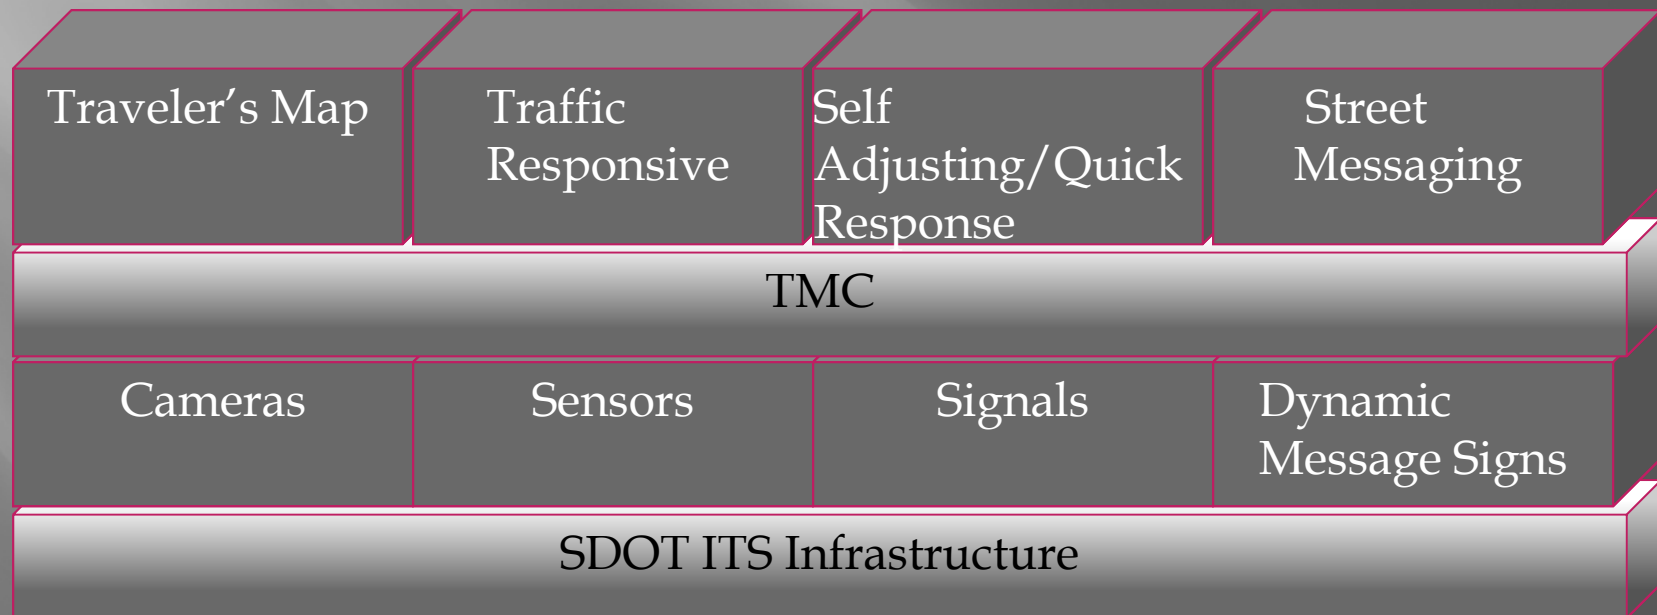 Traveler’s Map
Traffic
Responsive
Self
Adjusting/Quick
Response
Street
Messaging
TMC
Cameras
Sensors
Signals
Dynamic
Message Signs
SDOT ITS Infrastructure